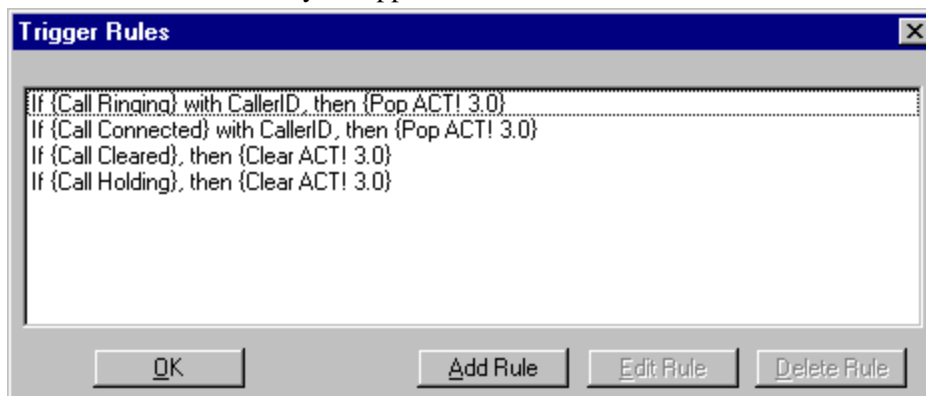 Trigger Rules
If {Call Ringing} with CallerID, then {Pop ACT! 3.0}
If {Call Connected} with CallerID, then {Pop ACT! 3.0}
If {Call Cleared}, then {Clear ACT! 3.0}
If {Call Holding}, then {Clear ACT! 3.0}
OK Add Rule Edit Rule Delete Rule